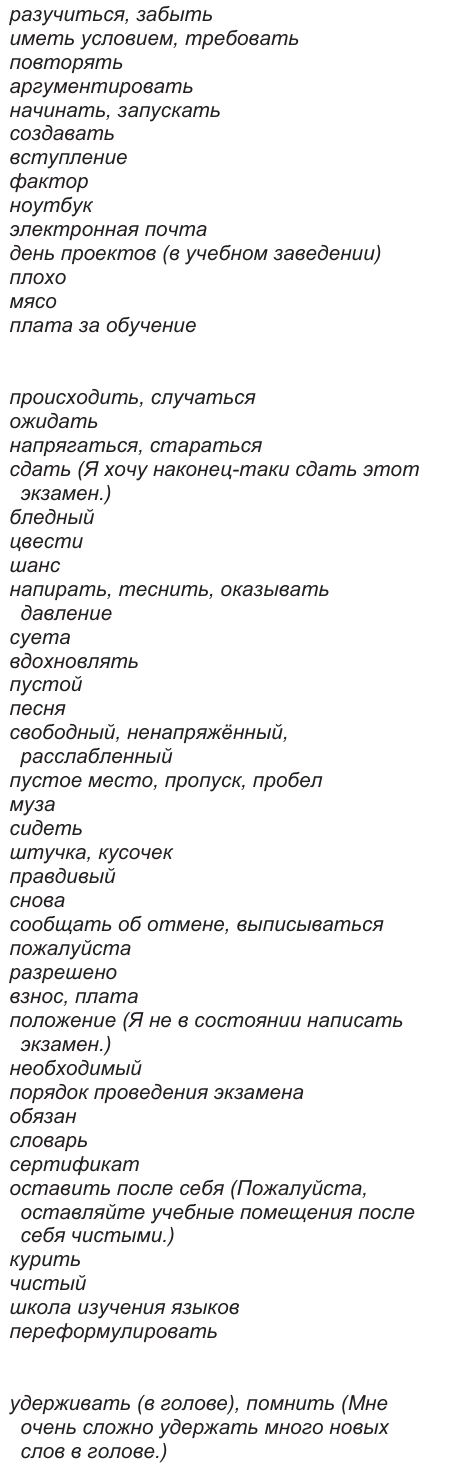 разучиться, забыть
иметь условием, требовать
повторять
аргументировать
начинать, запускать
создавать
вступление
фактор
ноутбук
электронная почта
день проектов (в учебном заведении)
плохо
мясо
плата за обучение
происходить, случаться
ожидать
напрягаться, стараться
сдать (Я хочу наконец-таки сдать этот
экзамен.)
бледный
цвести
шанс
напирать, теснить, оказывать
давление
суета
вдохновлять
пустой
песня
свободный, ненапряжённый,
расслабленный
пустое место, пропуск, пробел
муза
сидеть
штучка, кусочек
правдивый
снова
сообщать об отмене, выписываться
пожалуйста
разрешено
взнос, плата
положение (Я не в состоянии написать
экзамен.)
необходимый
порядок проведения экзамена
обязан
словарь
сертификат
оставить после себя (Пожалуйста,
оставляйте учебные помещения после
себя чистыми.)
курить
чистый
школа изучения языков
переформулировать
удерживать (в голове), помнить (Мне
очень сложно удержать много новых
слов в голове.)